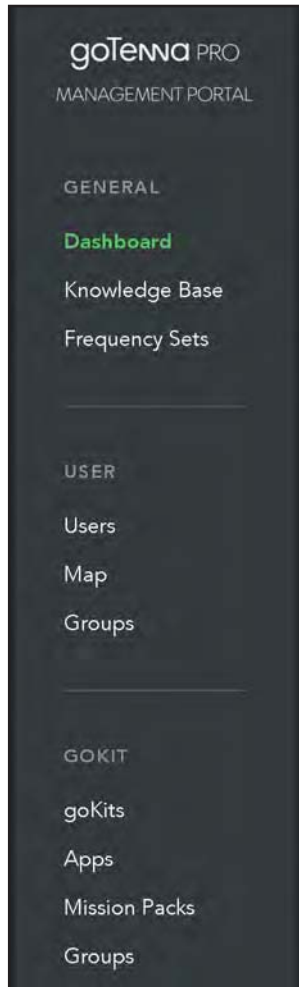 goTenna PRO
MANAGEMENT PORTAL
GENERAL
Dashboard
Knowledge Base
Frequency Sets
USER
Users
Map
Groups
GOKIT
goKits
Apps
Mission Packs
Groups